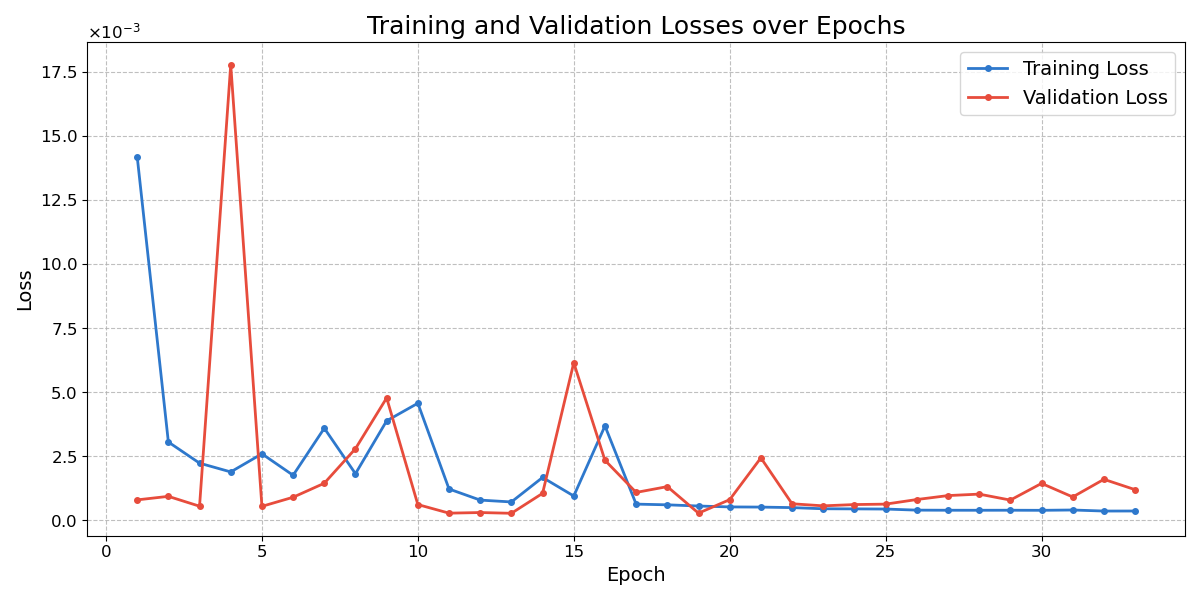 Training and Validation Losses over Epochs
×10⁻³
17.5
15.0
12.5
10.0
7.5
5.0
2.5
0.0
Loss
Training Loss
Validation Loss
0 5 10 15 20 25 30
Epoch